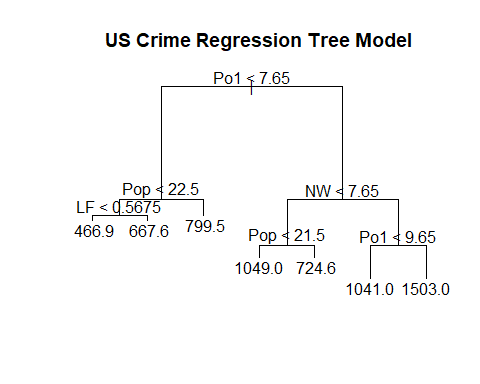 US Crime Regression Tree Model
Po1 < 7.65
Pop < 22.5
NW < 7.65
LF < 0.5675
466.9 667.6 799.5
Pop < 21.5
Po1 < 9.65
1049.0 724.6
1041.0 1503.0